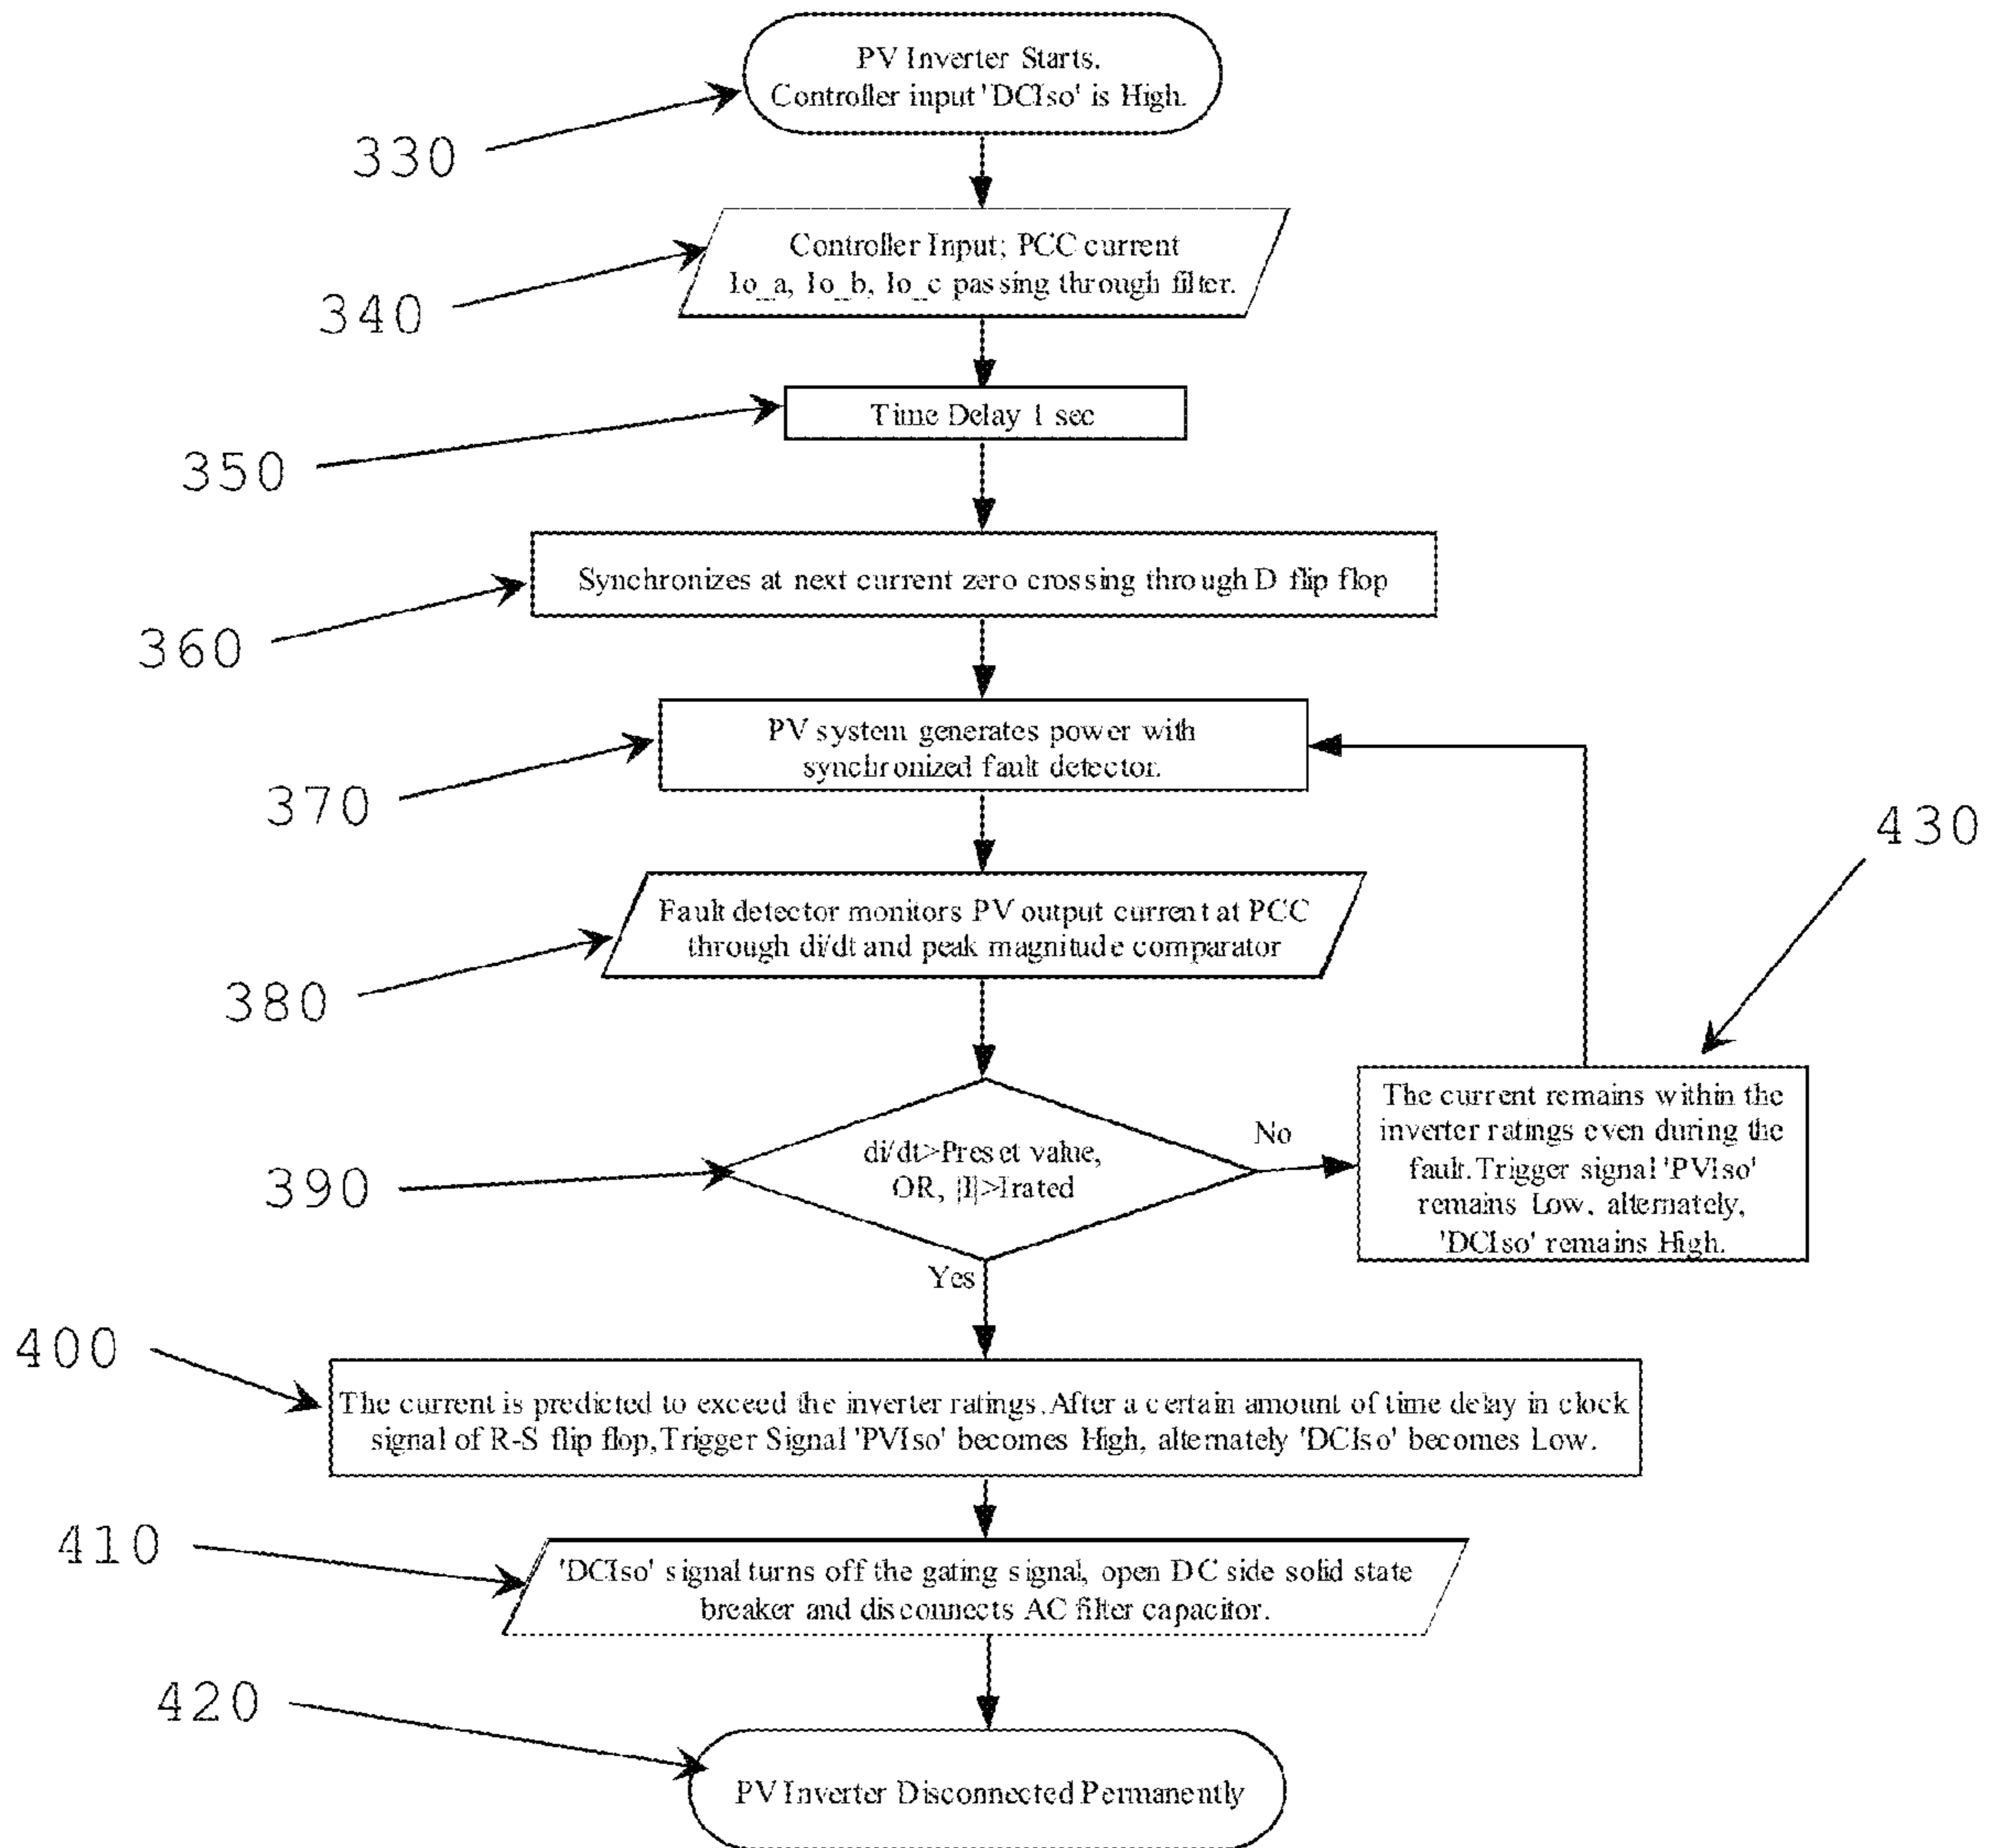 PV Inverter Starts.
Controller input 'DCIso' is High.
330
Controller Input; PCC current
Io_a, Io_b, Io_c passing through filter.
340
Time Delay 1 sec
350
Synchronizes at next current zero crossing through D flip flop
360
PV system generates power with
synchronized fault detector.
370
430
Fault detector monitors PV output current at PCC
through di/dt and peak magnitude comparator
380
di/dt>Preset value,
OR, |I|>Irated
390
No
The current remains within the
inverter ratings even during the
fault. Trigger signal 'PVIso'
remains Low, alternately,
'DCIso' remains High.
Yes
400
The current is predicted to exceed the inverter ratings. After a certain amount of time delay in clock
signal of R-S flip flop, Trigger Signal 'PVIso' becomes High, alternately 'DCIso' becomes Low.
410
'DCIso' signal turns off the gating signal, open DC side solid state
breaker and disconnects AC filter capacitor.
420
PV Inverter Disconnected Permanently